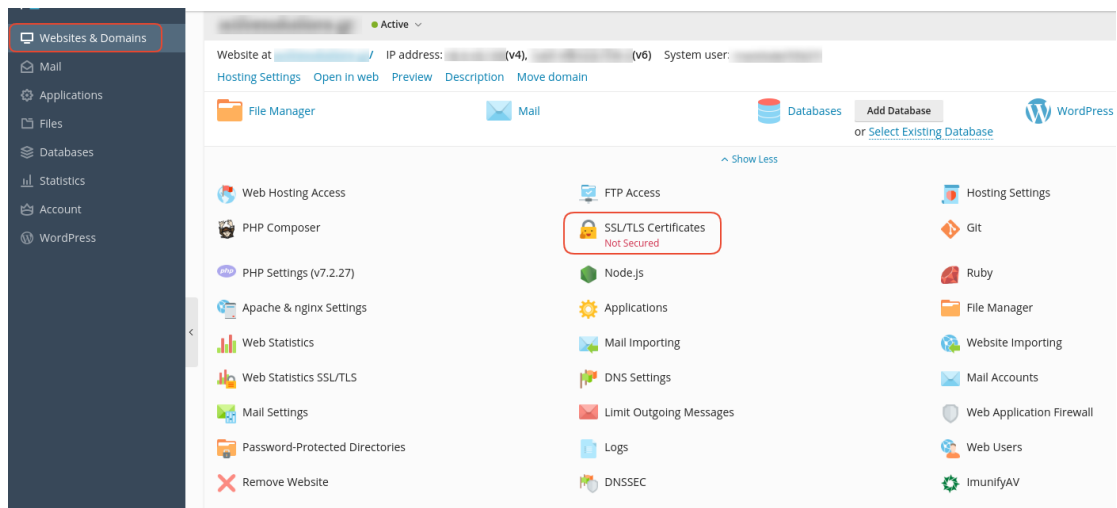 Websites & Domains
Mail
Applications
Files
Databases
Statistics
Account
WordPress
Active
Website at / IP address: (v4), (v6) System user:
Hosting Settings Open in web Preview Description Move domain
File Manager Mail Databases Add Database WordPress
or Select Existing Database
Show Less
Web Hosting Access FTP Access Hosting Settings
PHP Composer SSL/TLS Certificates Git
Not Secured
php PHP Settings (v7.2.27) Node.js Ruby
Apache & nginx Settings Applications File Manager
Web Statistics Mail Importing Website Importing
Web Statistics SSL/TLS DNS Settings Mail Accounts
Mail Settings Limit Outgoing Messages Web Application Firewall
Password-Protected Directories Logs Web Users
Remove Website DNSSEC ImunifyAV